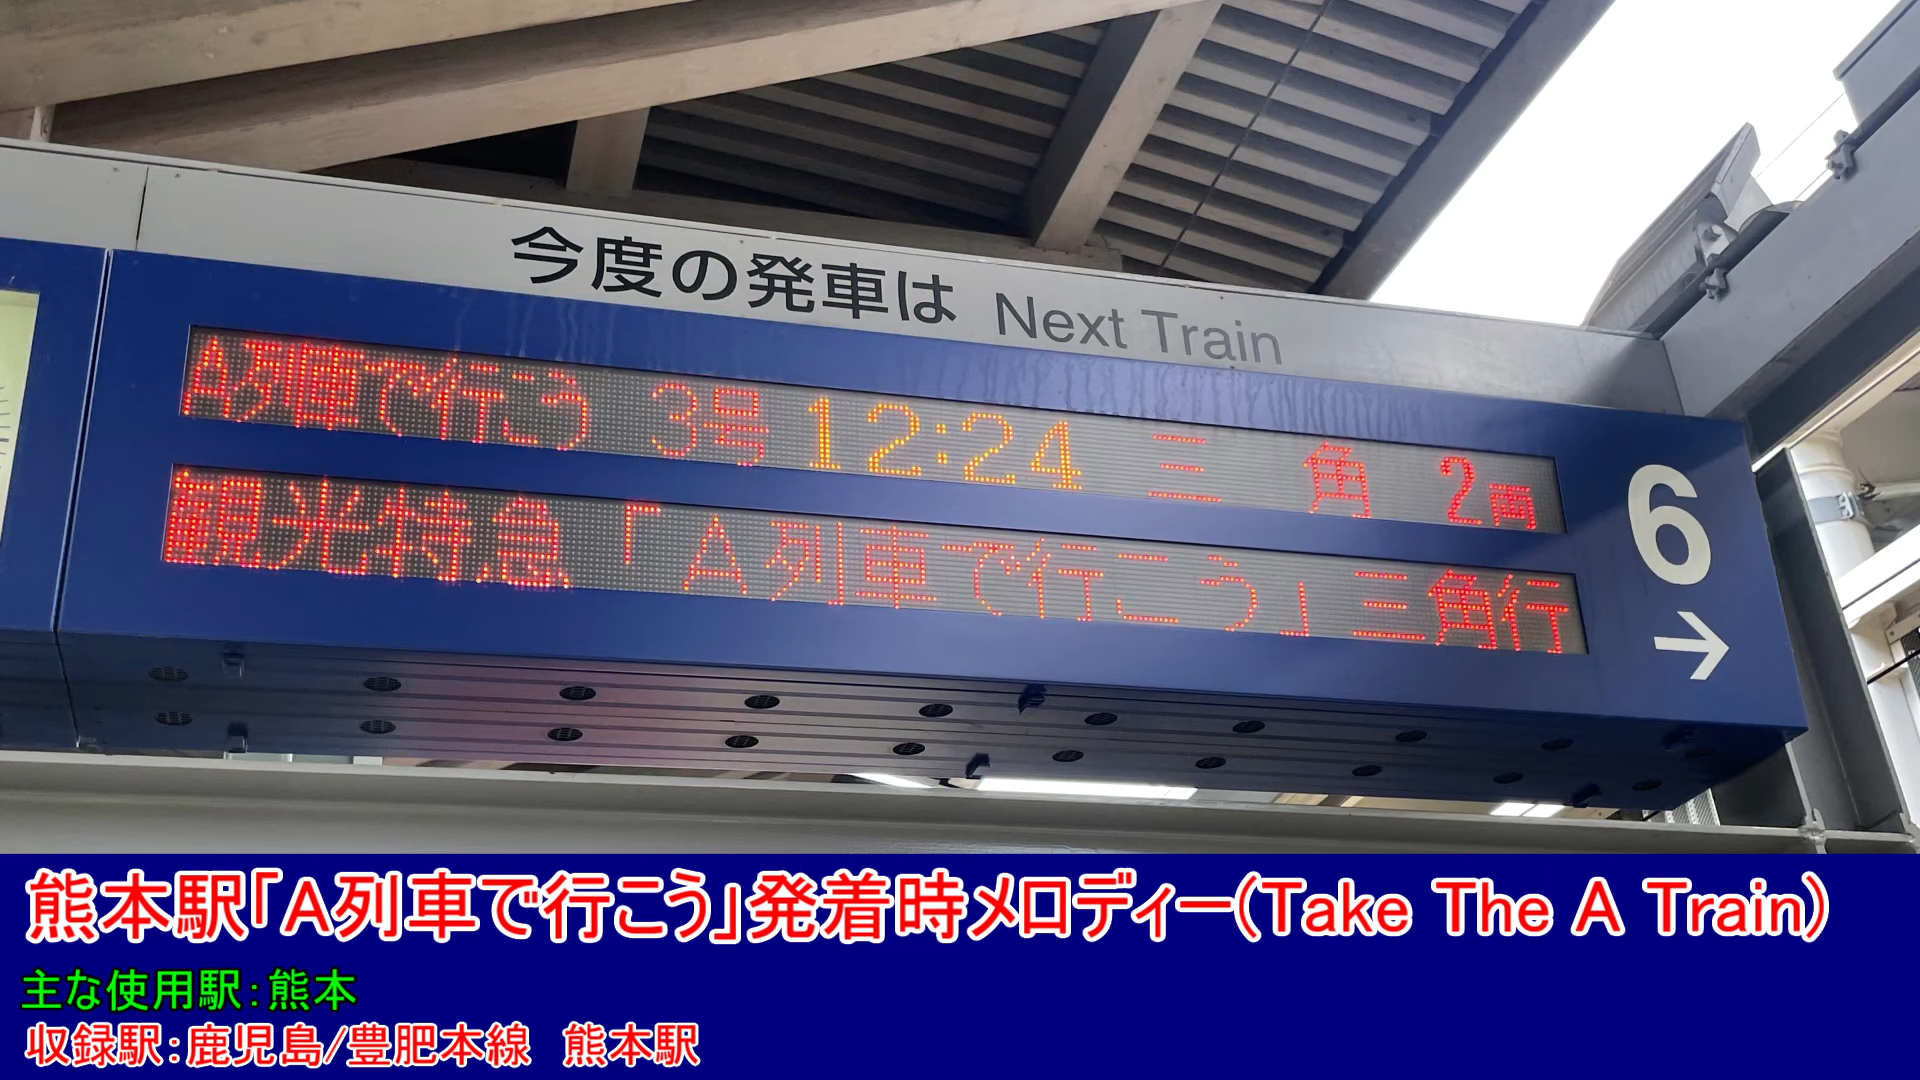 今度の発車は Next Train
A列車で行こう 3号 12:24 三 角 2両
観光特急「A列車で行こう」三角行
6
→
熊本駅「A列車で行こう」発着時メロディー(Take The A Train)
主な使用駅:熊本
収録駅:鹿児島/豊肥本線 熊本駅